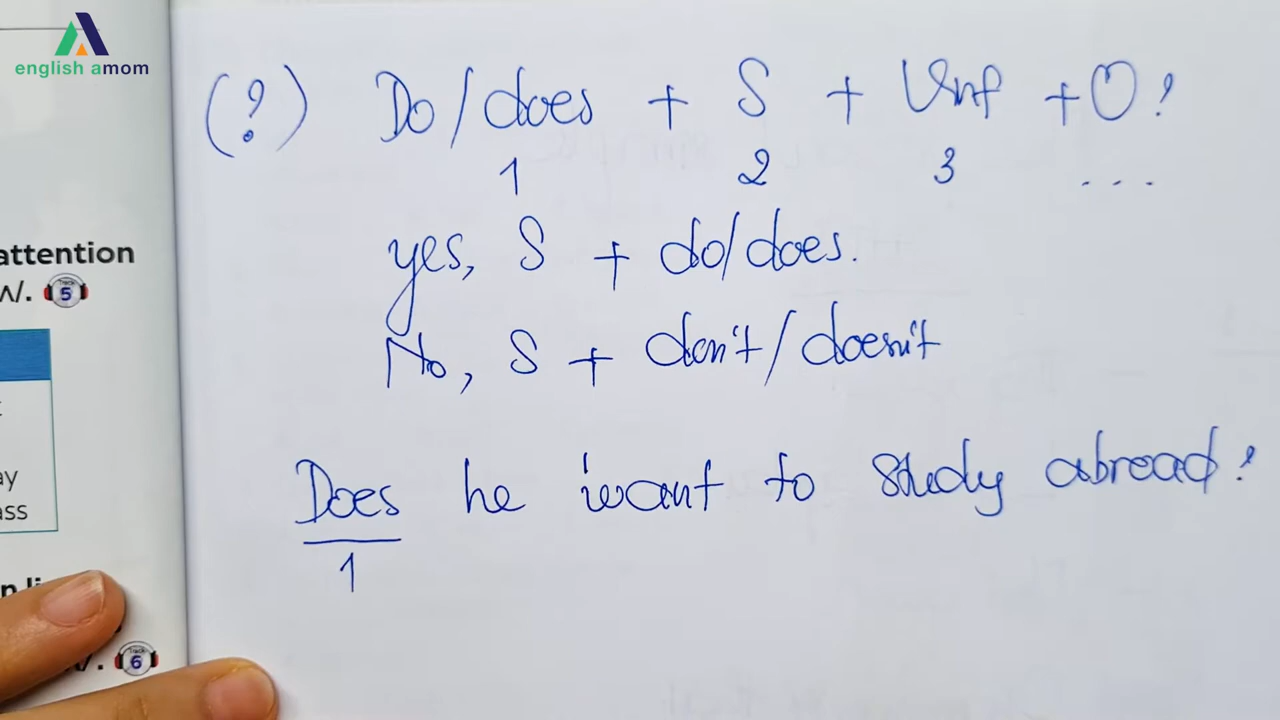 english amom
(?) Do/does + S + Vinf + O?
1 2 3 ...
yes, S + do/does.
No, S + don't/doesn't
Does he want to study abroad?
1
attention
/. 5
ay
ass
/. 6